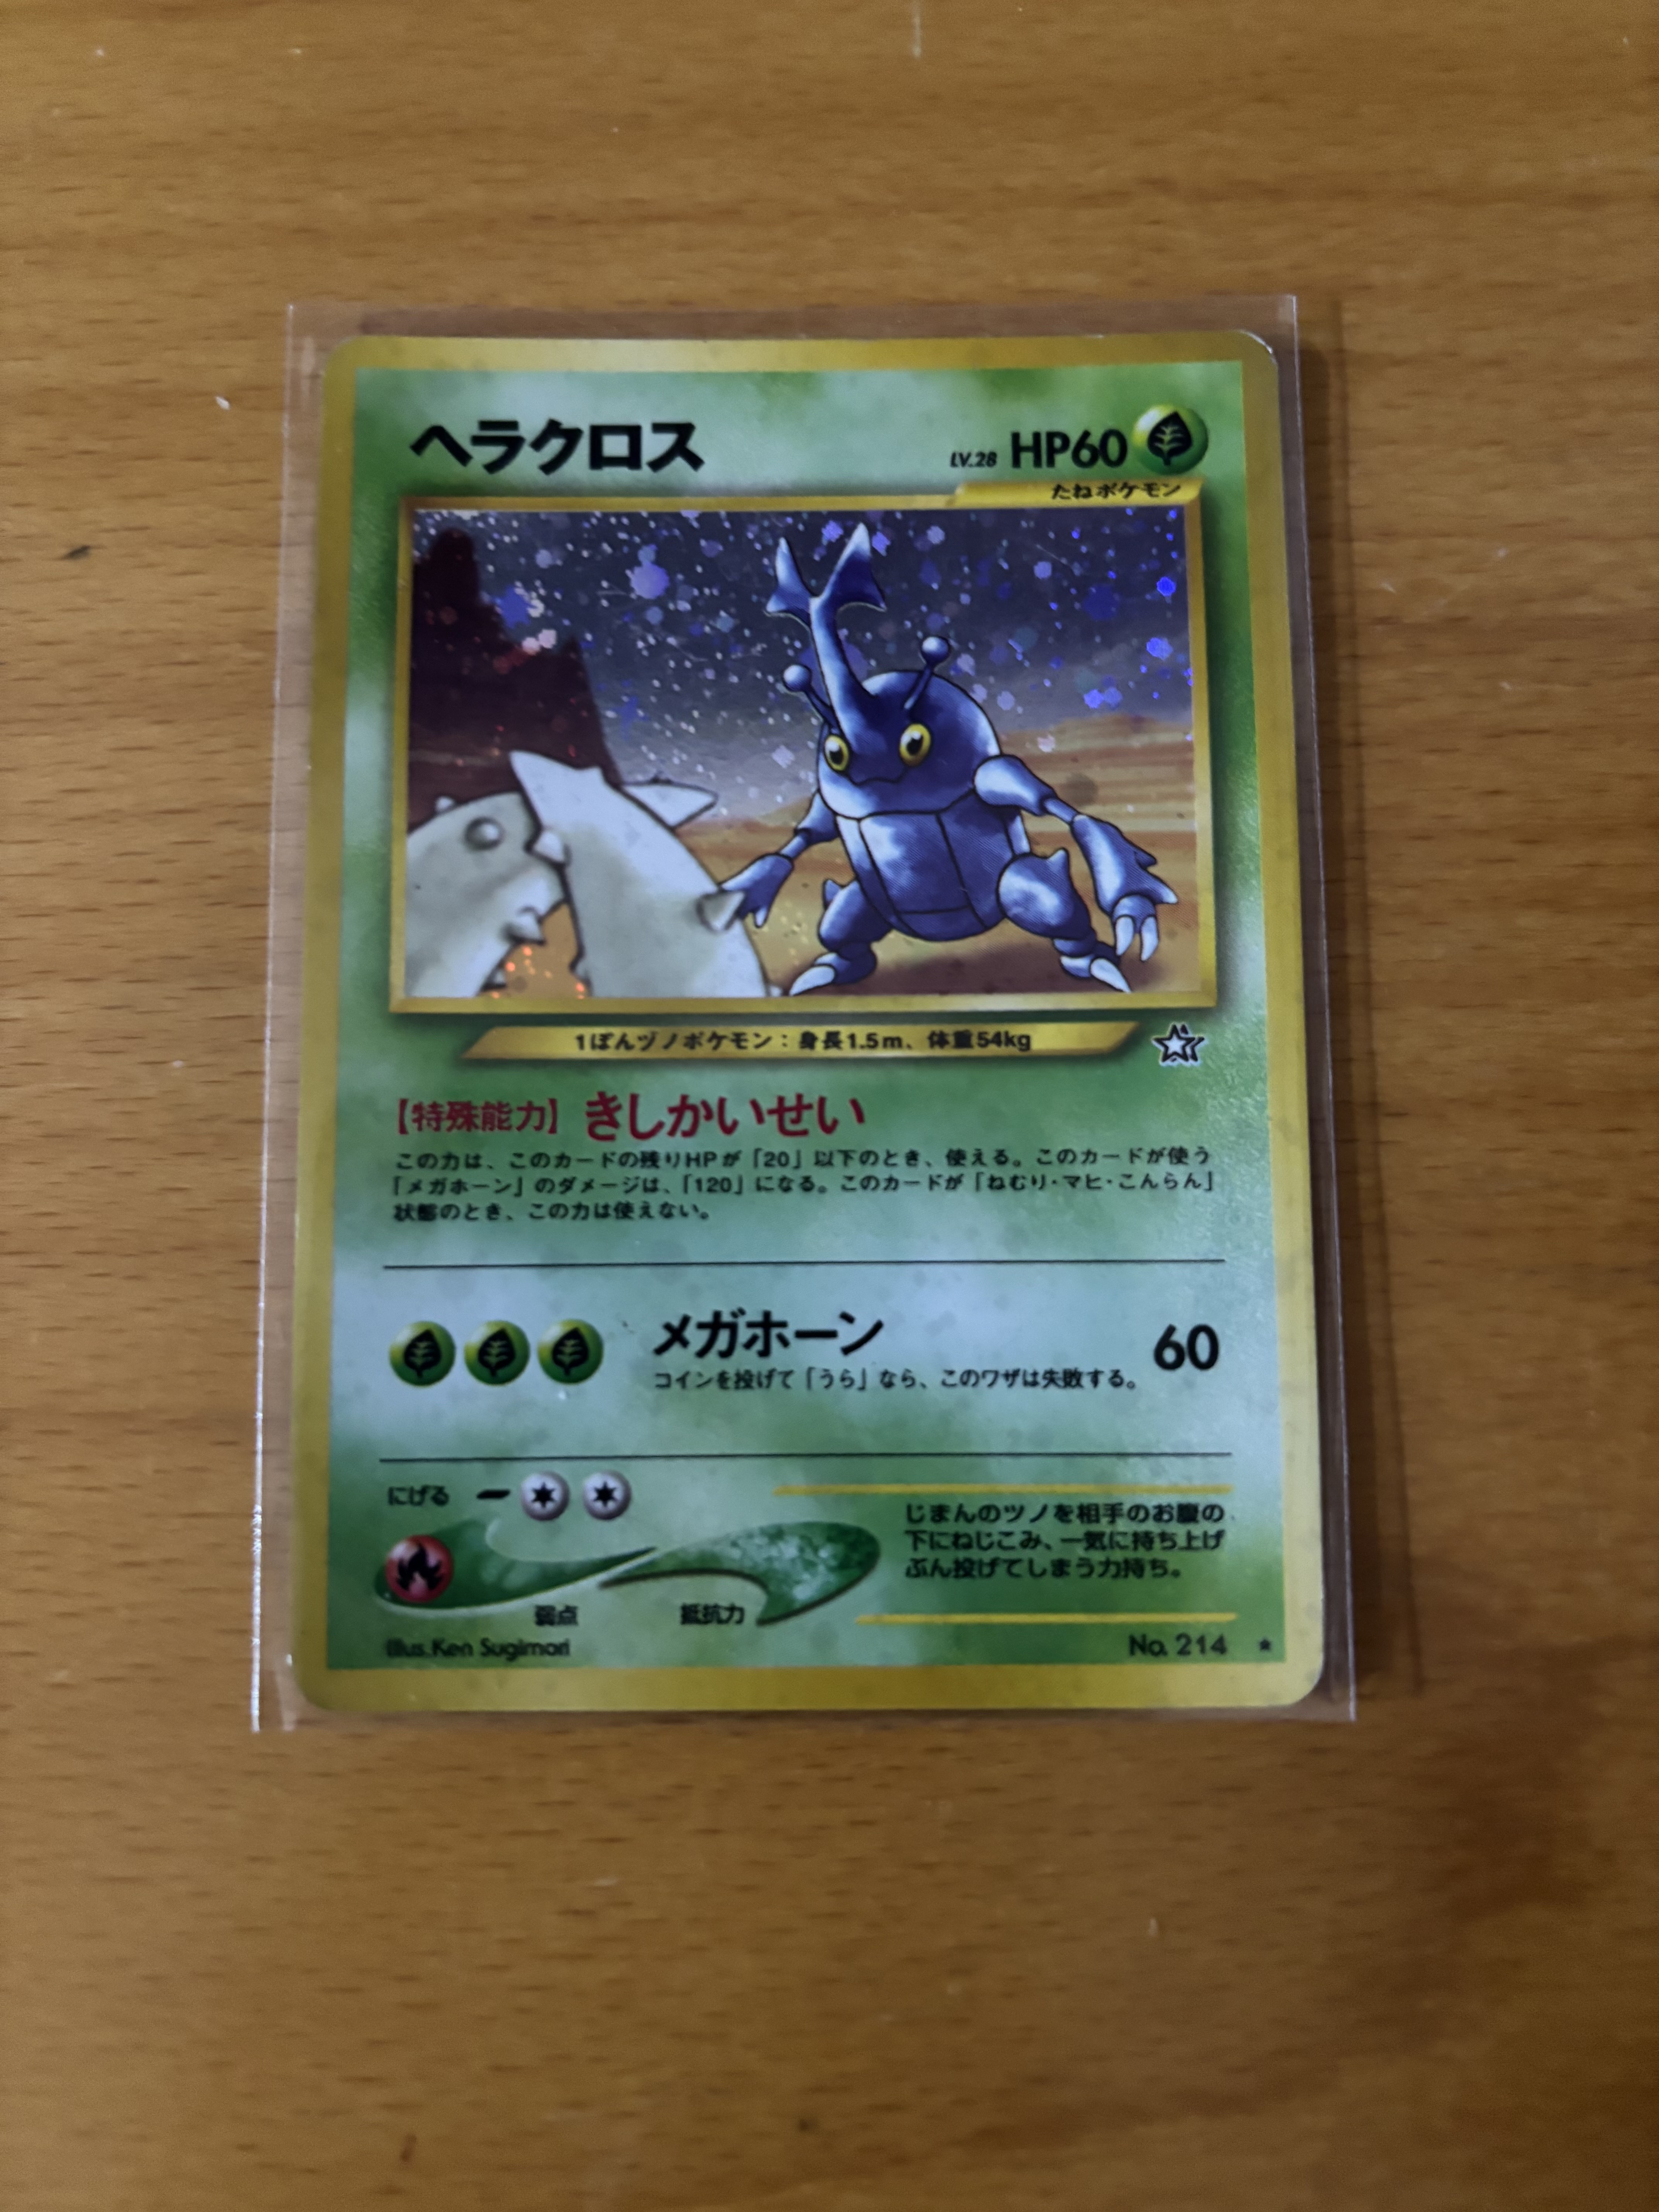 ヘラクロス
LV.28 HP60
たねポケモン
1ぽんヅノポケモン：身長1.5m、体重54kg
【特殊能力】きしかいせい
この力は、このカードの残りHPが「20」以下のとき、使える。このカードが使う
「メガホーン」のダメージは、「120」になる。このカードが「ねむり・マヒ・こんらん」
状態のとき、この力は使えない。
メガホーン 60
コインを投げて「うら」なら、このワザは失敗する。
にげる
じまんのツノを相手のお腹の
下にねじこみ、一気に持ち上げ
ぶん投げてしまう力持ち。
弱点 抵抗力
Illus. Ken Sugimori No. 214 ★